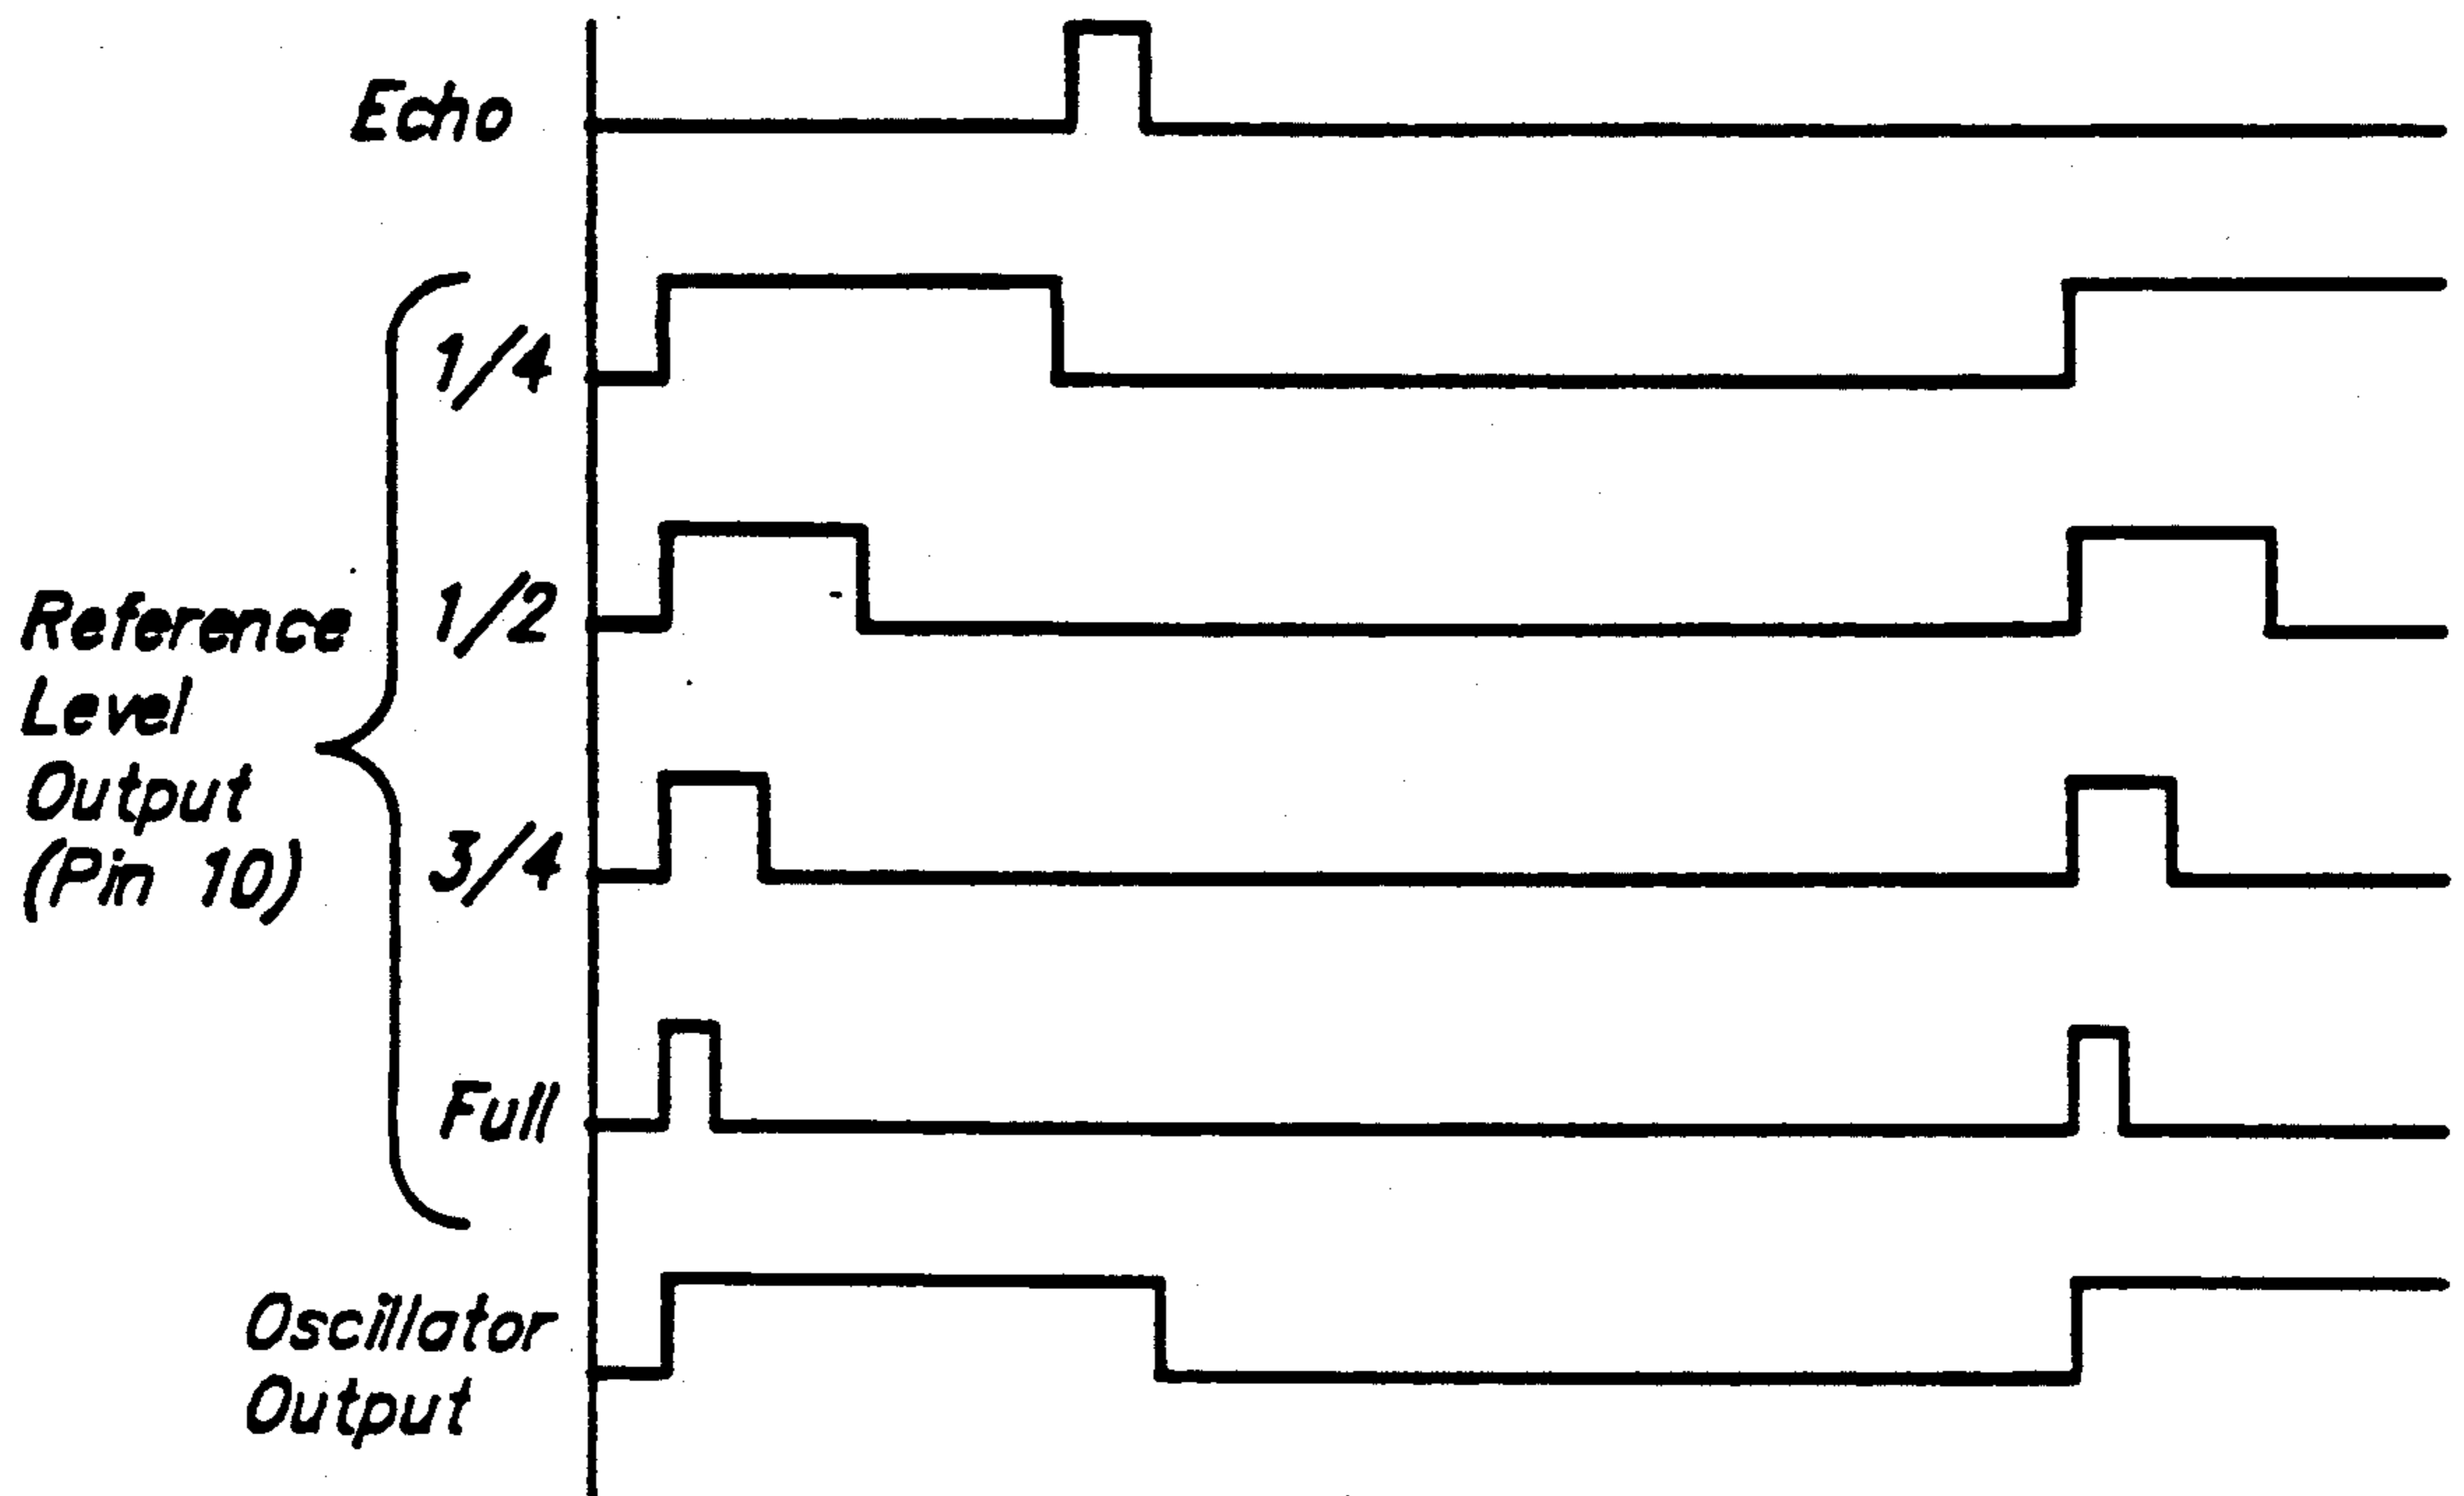 Echo
1/4
1/2
Reference
Level
Output
(Pin 10)
3/4
Full
Oscillator
Output